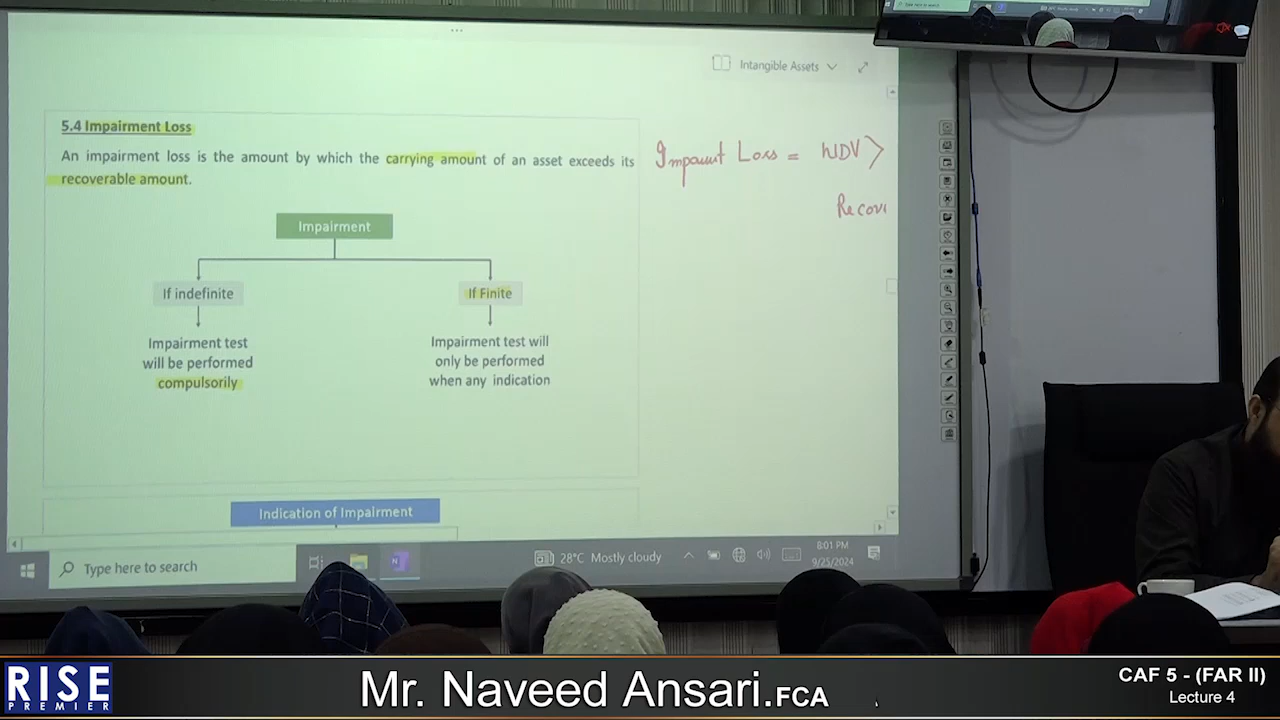 Intangible Assets
5.4 Impairment Loss
An impairment loss is the amount by which the carrying amount of an asset exceeds its
recoverable amount.
Impairment Loss = WDV >
Recov
Impairment
If indefinite
If Finite
Impairment test
will be performed
compulsorily
Impairment test will
only be performed
when any indication
Indication of Impairment
Type here to search
28°C Mostly cloudy
8:01 PM
9/25/2024
RISE
PREMIER
Mr. Naveed Ansari.FCA
CAF 5 - (FAR II)
Lecture 4